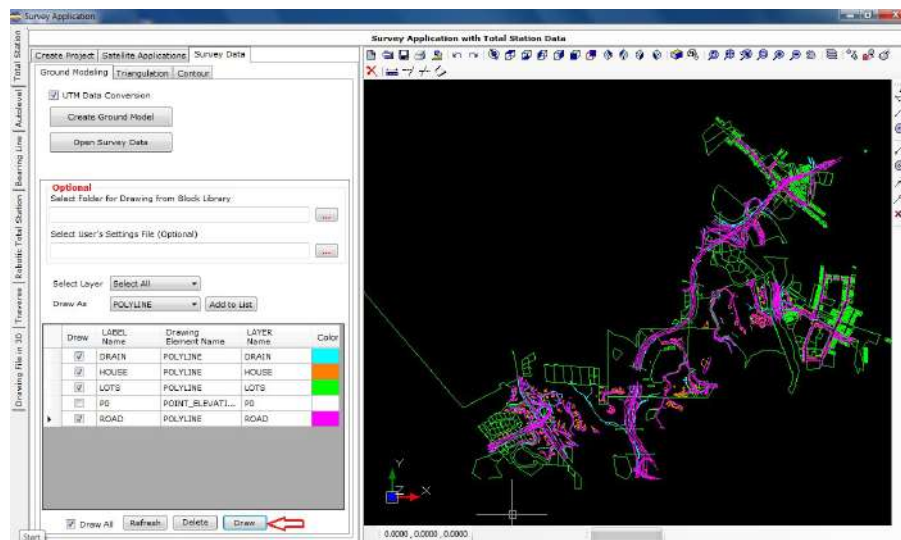 Survey Application
Survey Application with Total Station Data
Create Project
Satellite Applications
Survey Data
Ground Modeling
Triangulation
Contour
Total Station
Autolevel
Bearing Line
Robotic Total Station
Traverse
Drawing File in 3D
UTM Data Conversion
Create Ground Model
Open Survey Data
Optional
Select Folder for Drawing from Block Library
...
Select User's Settings File (Optional)
...
Select Layer Select All
Draw As POLYLINE Add to List
Draw LABEL Name Drawing Element Name LAYER Name Color
DRAIN POLYLINE DRAIN
HOUSE POLYLINE HOUSE
LOTS POLYLINE LOTS
P0 POINT_ELEVATI... P0
ROAD POLYLINE ROAD
Draw All Refresh Delete Draw
Start
Y
Z X
0.0000 , 0.0000 , 0.0000